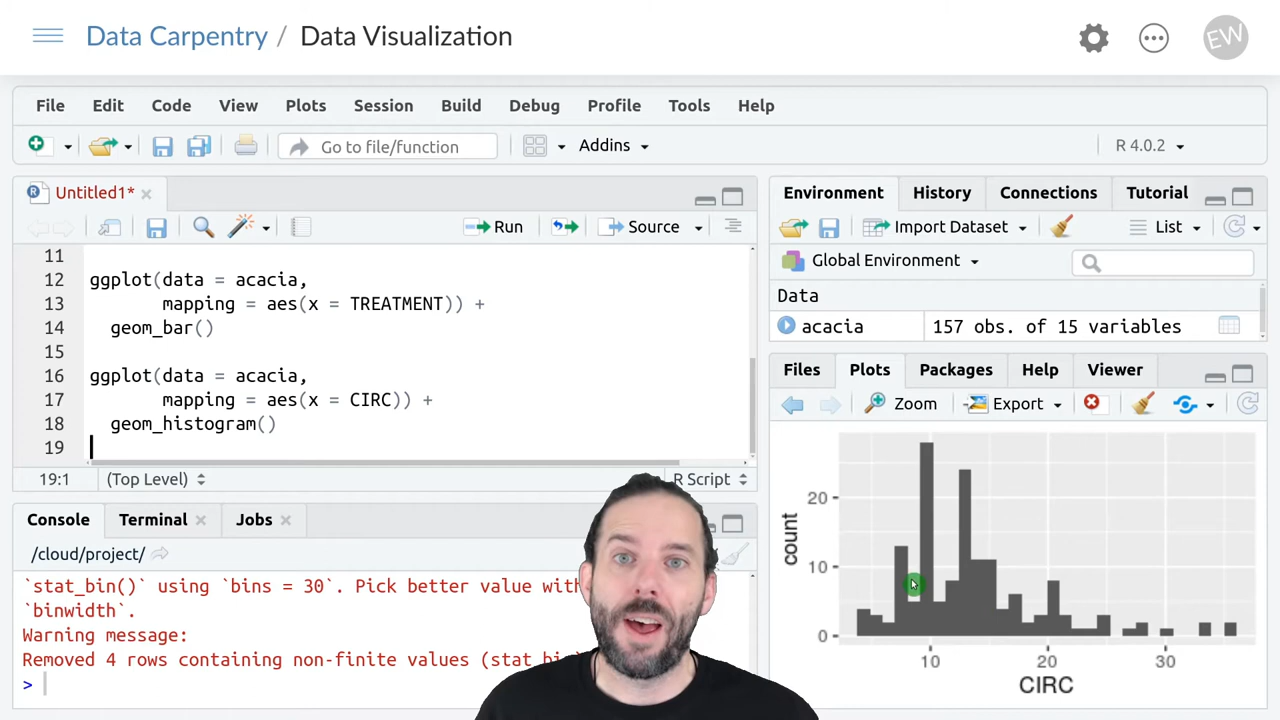 Data Carpentry / Data Visualization
EW
File Edit Code View Plots Session Build Debug Profile Tools Help
Go to file/function
Addins
R 4.0.2
Untitled1*
Run
Source
11
12 ggplot(data = acacia,
13 mapping = aes(x = TREATMENT)) +
14 geom_bar()
15
16 ggplot(data = acacia,
17 mapping = aes(x = CIRC)) +
18 geom_histogram()
19
19:1 (Top Level) R Script
Console Terminal Jobs
/cloud/project/
`stat_bin()` using `bins = 30`. Pick better value with
`binwidth`.
Warning message:
Removed 4 rows containing non-finite values
>
Environment History Connections Tutorial
Import Dataset List
Global Environment
Data
acacia 157 obs. of 15 variables
Files Plots Packages Help Viewer
Zoom Export
20
10
0
count
10 20 30
CIRC